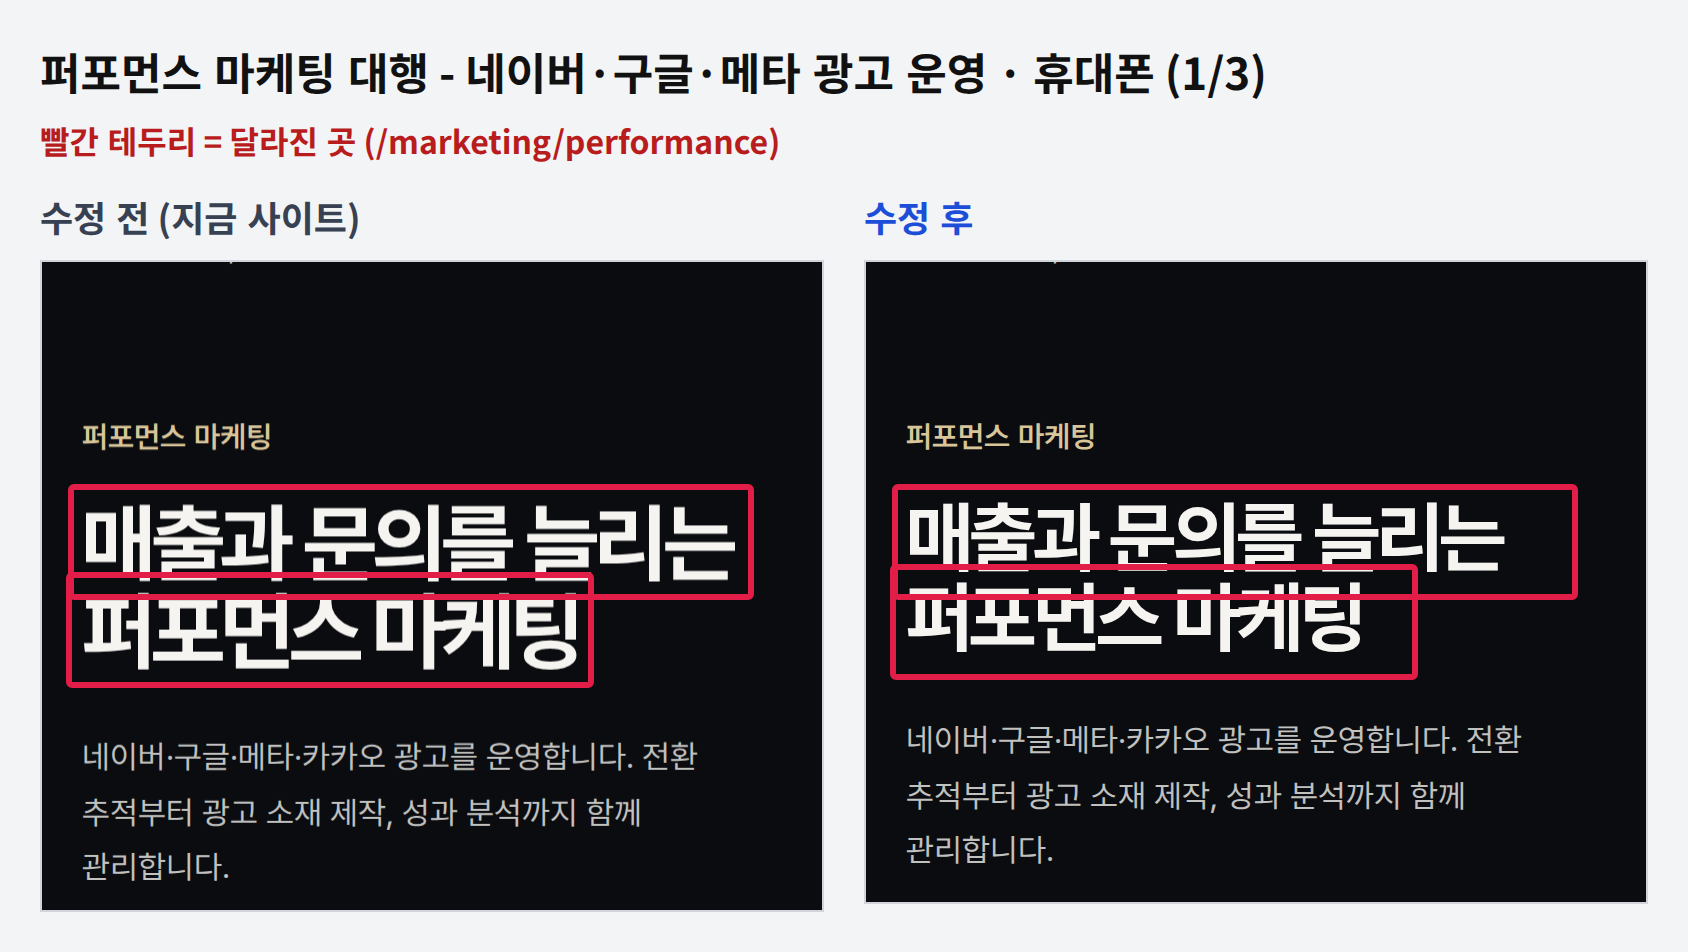 퍼포먼스 마케팅 대행 - 네이버·구글·메타 광고 운영 · 휴대폰 (1/3)
빨간 테두리 = 달라진 곳 (/marketing/performance)
수정 전 (지금 사이트)
퍼포먼스 마케팅
매출과 문의를 늘리는
퍼포먼스 마케팅
네이버·구글·메타·카카오 광고를 운영합니다. 전환
추적부터 광고 소재 제작, 성과 분석까지 함께
관리합니다.
수정 후
퍼포먼스 마케팅
매출과 문의를 늘리는
퍼포먼스 마케팅
네이버·구글·메타·카카오 광고를 운영합니다. 전환
추적부터 광고 소재 제작, 성과 분석까지 함께
관리합니다.